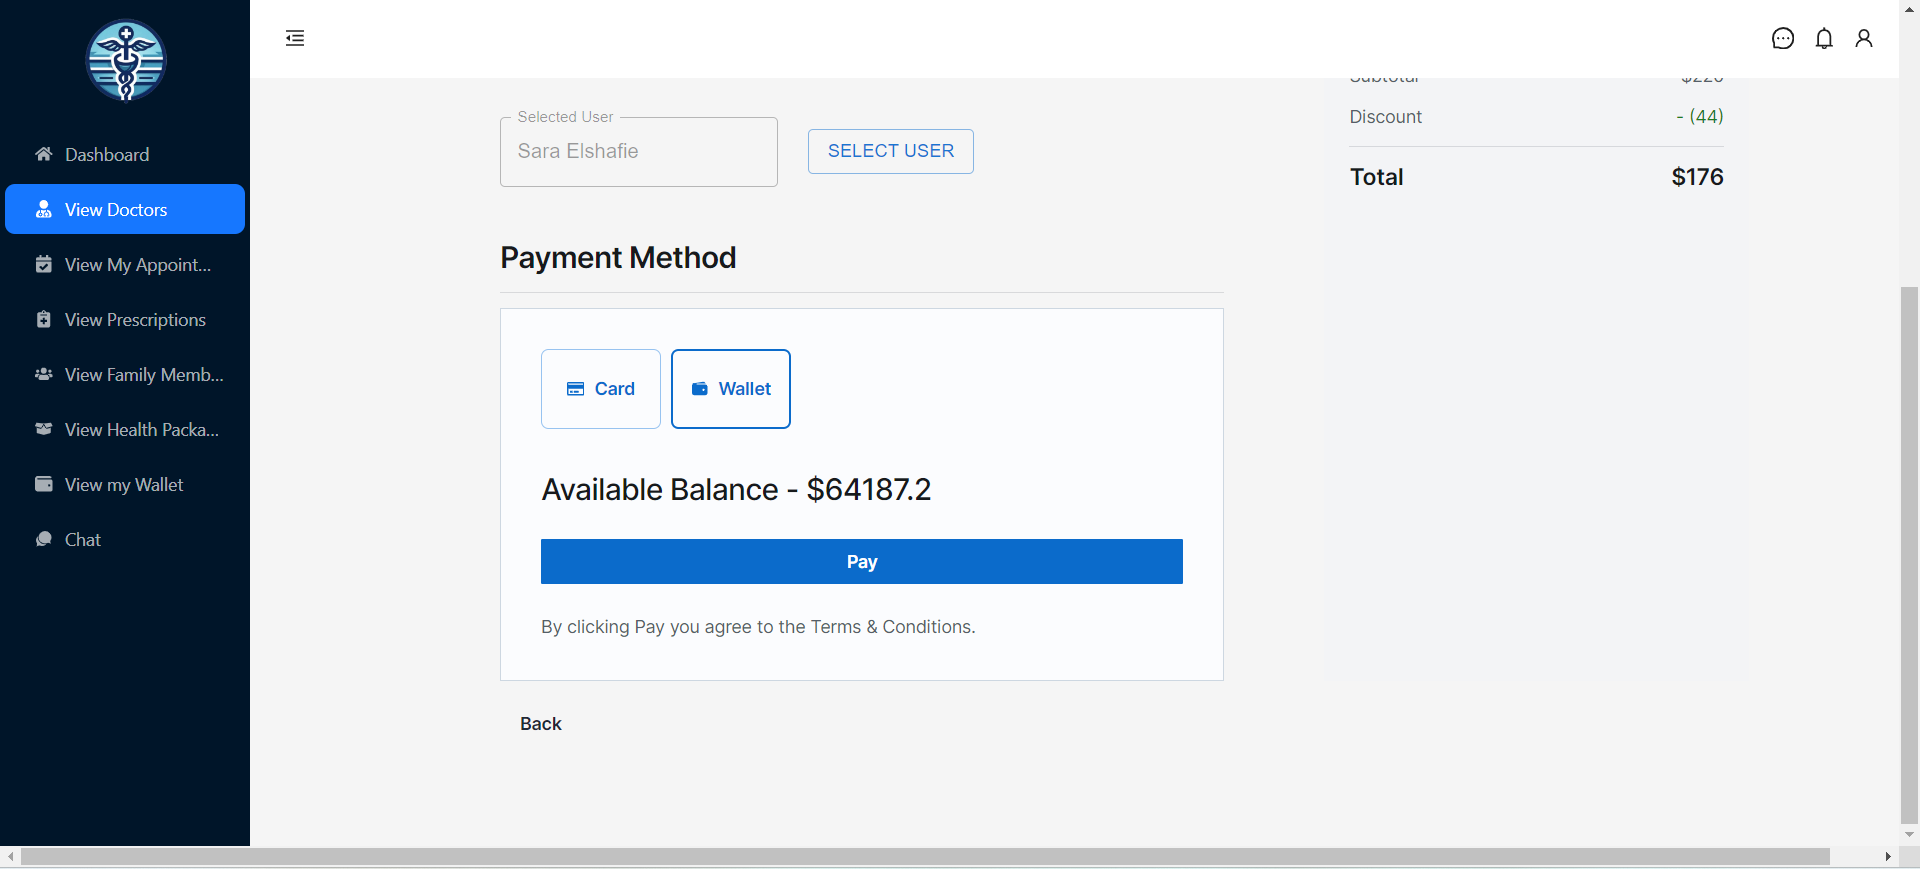 Dashboard
View Doctors
View My Appoint...
View Prescriptions
View Family Memb...
View Health Packa...
View my Wallet
Chat
Selected User
Sara Elshafie
SELECT USER
Payment Method
Card
Wallet
Available Balance - $64187.2
Pay
By clicking Pay you agree to the Terms & Conditions.
Back
Subtotal $220
Discount - (44)
Total $176